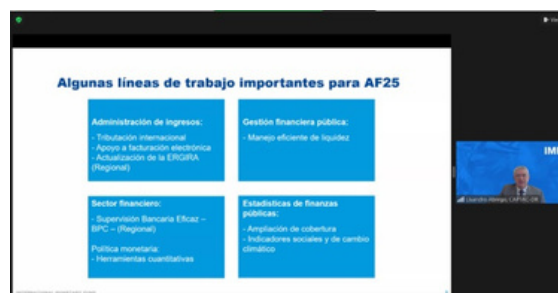 Algunas líneas de trabajo importantes para AF25
Administración de ingresos:
- Tributación internacional
- Apoyo a facturación electrónica
- Actualización de la ERGIRA
(Regional)
Gestión financiera pública:
- Manejo eficiente de liquidez
Sector financiero:
- Supervisión Bancaria Eficaz –
BPC – (Regional)
Política monetaria:
- Herramientas cuantitativas
Estadísticas de finanzas
públicas:
- Ampliación de cobertura
- Indicadores sociales y de cambio
climático